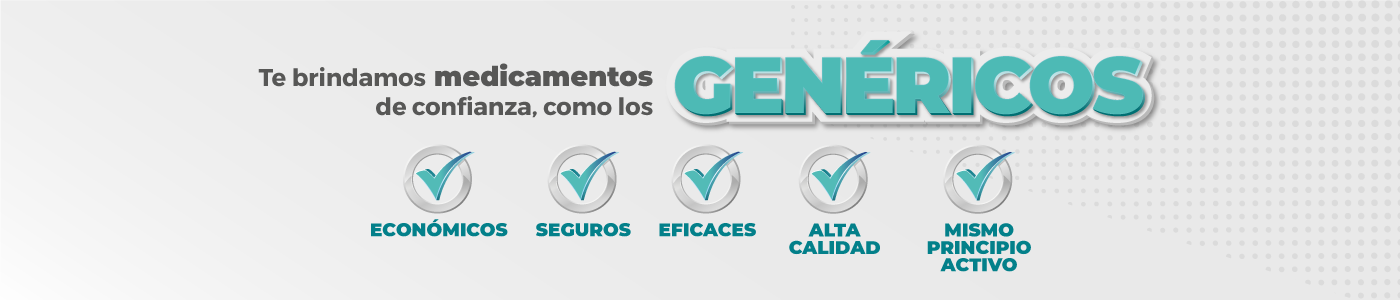 Te brindamos medicamentos
de confianza, como los
GENÉRICOS
ECONÓMICOS
SEGUROS
EFICACES
ALTA
CALIDAD
MISMO
PRINCIPIO
ACTIVO